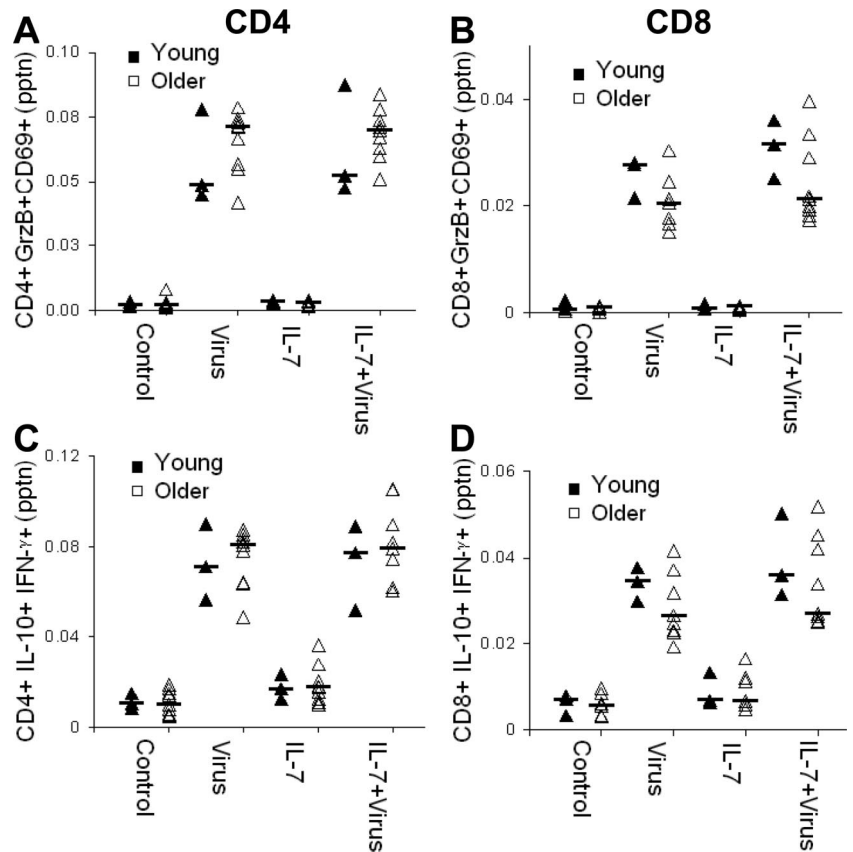 A
CD4
Young
Older
0.10
0.08
0.05
0.03
0.00
CD4+ GrzB+CD69+ (pptn)
Control
Virus
IL-7
IL-7+Virus
B
CD8
Young
Older
0.04
0.02
0
CD8+GrzB+CD69+ (pptn)
Control
Virus
IL-7
IL-7+Virus
C
Young
Older
0.12
0.08
0.04
0
CD4+ IL-10+ IFN-γ+ (pptn)
Control
Virus
IL-7
IL-7+Virus
D
Young
Older
0.06
0.04
0.02
0
CD8+ IL-10+ IFN-γ+ (pptn)
Control
Virus
IL-7
IL-7+Virus